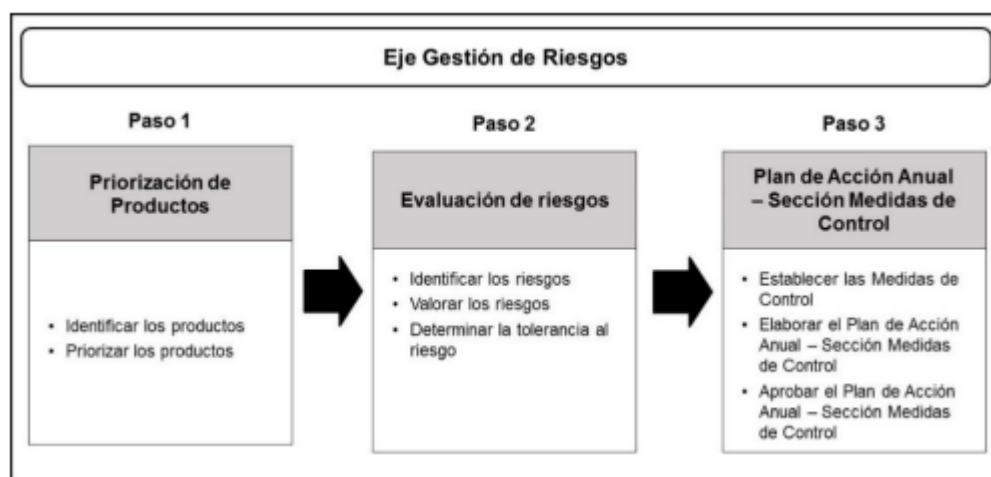 Eje Gestión de Riesgos
Paso 1
Priorización de
Productos
• Identificar los productos
• Priorizar los productos
Paso 2
Evaluación de riesgos
• Identificar los riesgos
• Valorar los riesgos
• Determinar la tolerancia al
riesgo
Paso 3
Plan de Acción Anual
– Sección Medidas de
Control
• Establecer las Medidas de
Control
• Elaborar el Plan de Acción
Anual – Sección Medidas
de Control
• Aprobar el Plan de Acción
Anual – Sección Medidas
de Control